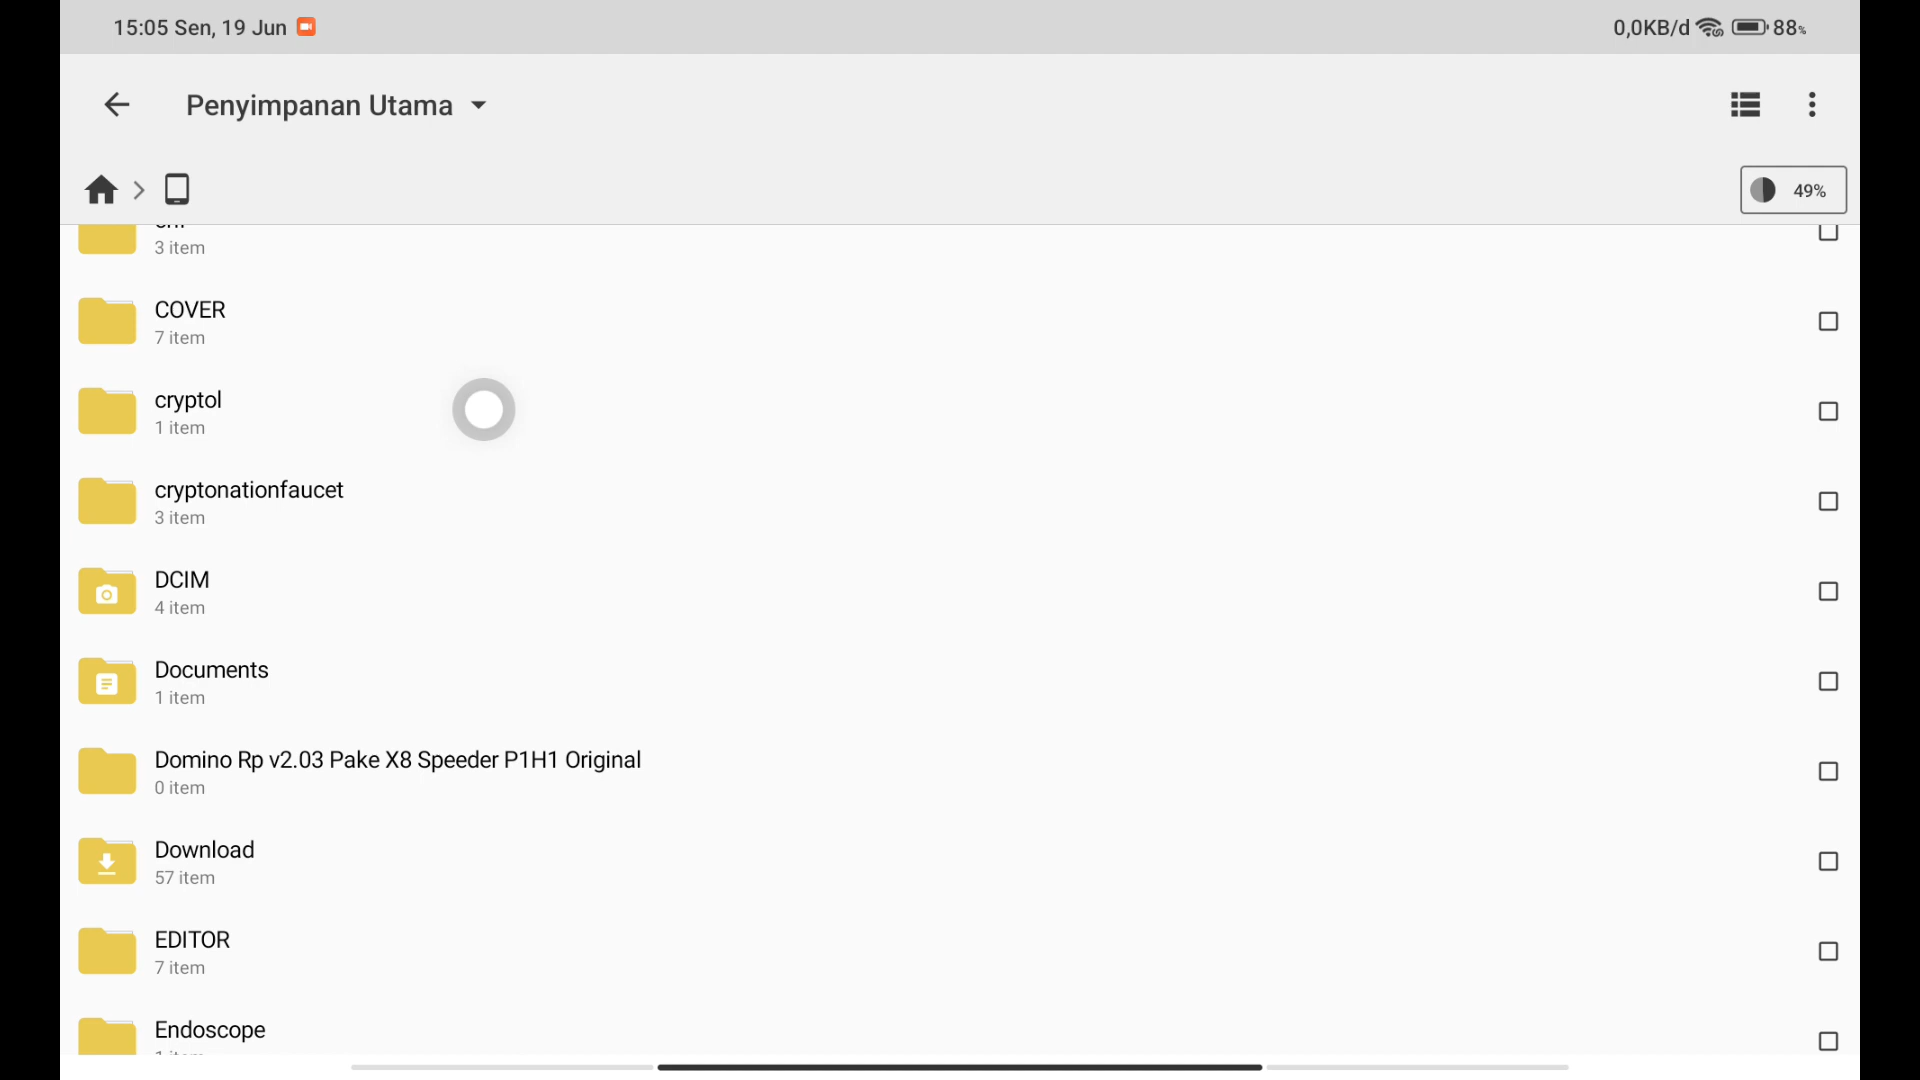 15:05 Sen, 19 Jun
0,0KB/d
88%
Penyimpanan Utama
49%
3 item
COVER
7 item
cryptol
1 item
cryptonationfaucet
3 item
DCIM
4 item
Documents
1 item
Domino Rp v2.03 Pake X8 Speeder P1H1 Original
0 item
Download
57 item
EDITOR
7 item
Endoscope